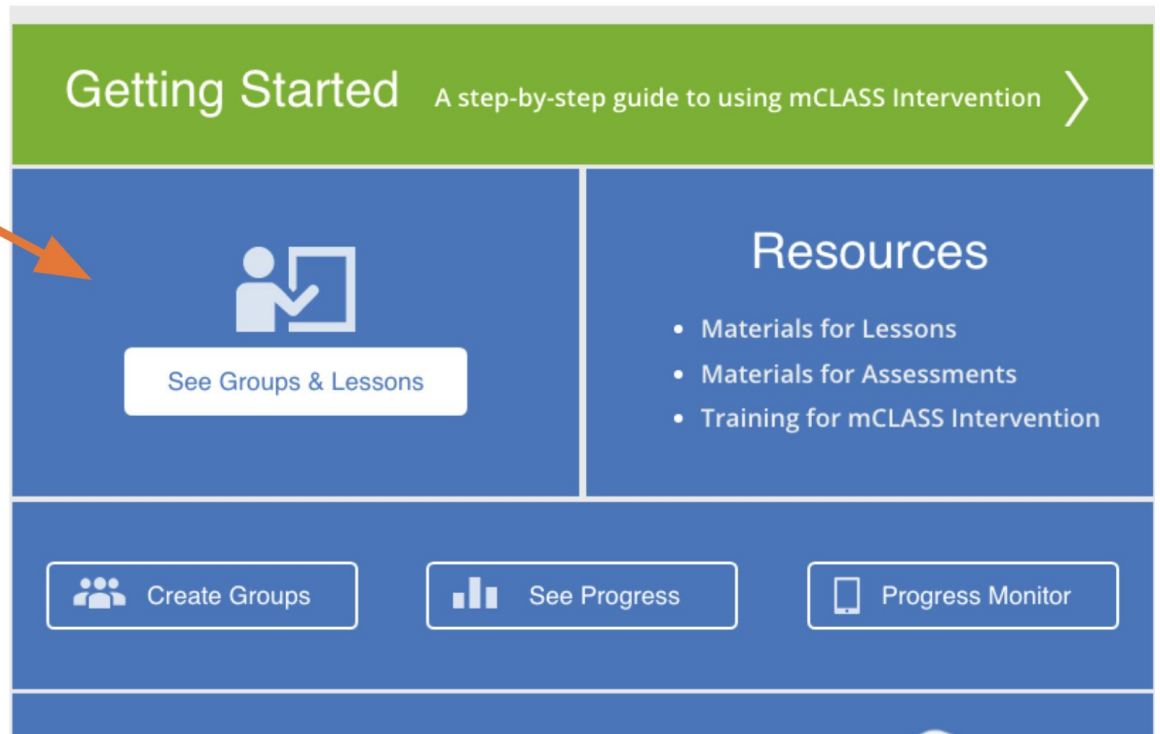 Getting Started A step-by-step guide to using mCLASS Intervention
See Groups & Lessons
Resources
• Materials for Lessons
• Materials for Assessments
• Training for mCLASS Intervention
Create Groups
See Progress
Progress Monitor